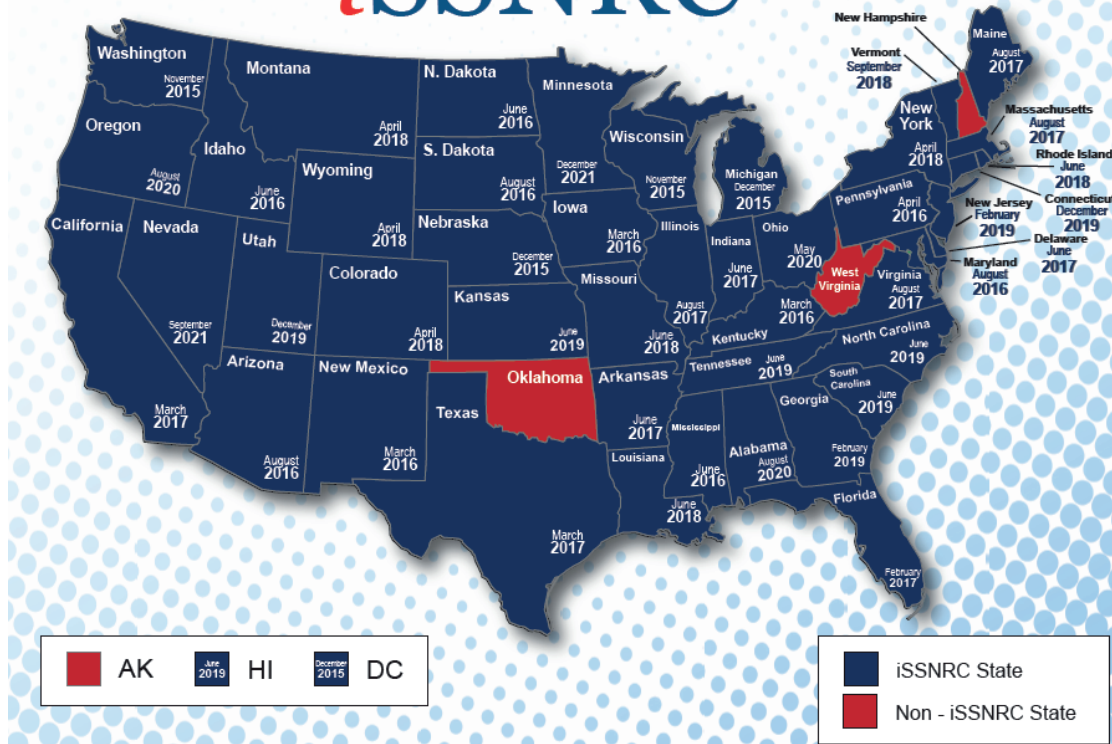 iSSNRC
New Hampshire
Maine
August
2017
Vermont
September
2018
Washington
November
2015
Montana
April
2018
N. Dakota
June
2016
Minnesota
December
2021
Wisconsin
November
2015
Michigan
December
2015
New
York
April
2018
Massachusetts
August
2017
Rhode Island
June
2018
Connecticut
December
2019
New Jersey
February
2019
Delaware
June
2017
Maryland
August
2016
Oregon
August
2020
Idaho
June
2016
Wyoming
April
2018
S. Dakota
August
2016
Nebraska
December
2015
Iowa
March
2016
Illinois
August
2017
Indiana
June
2017
Ohio
May
2020
Pennsylvania
April
2016
West
Virginia
Virginia
August
2017
California
March
2017
Nevada
September
2021
Utah
December
2019
Colorado
April
2018
Kansas
June
2019
Missouri
June
2018
Kentucky
March
2016
North Carolina
June
2019
Tennessee
June
2019
South
Carolina
June
2019
Arizona
August
2016
New Mexico
March
2016
Oklahoma
Texas
March
2017
Arkansas
June
2017
Louisiana
June
2018
Mississippi
June
2016
Alabama
August
2020
Georgia
February
2019
Florida
February
2017
AK
June
2019
HI
December
2015
DC
iSSNRC State
Non - iSSNRC State